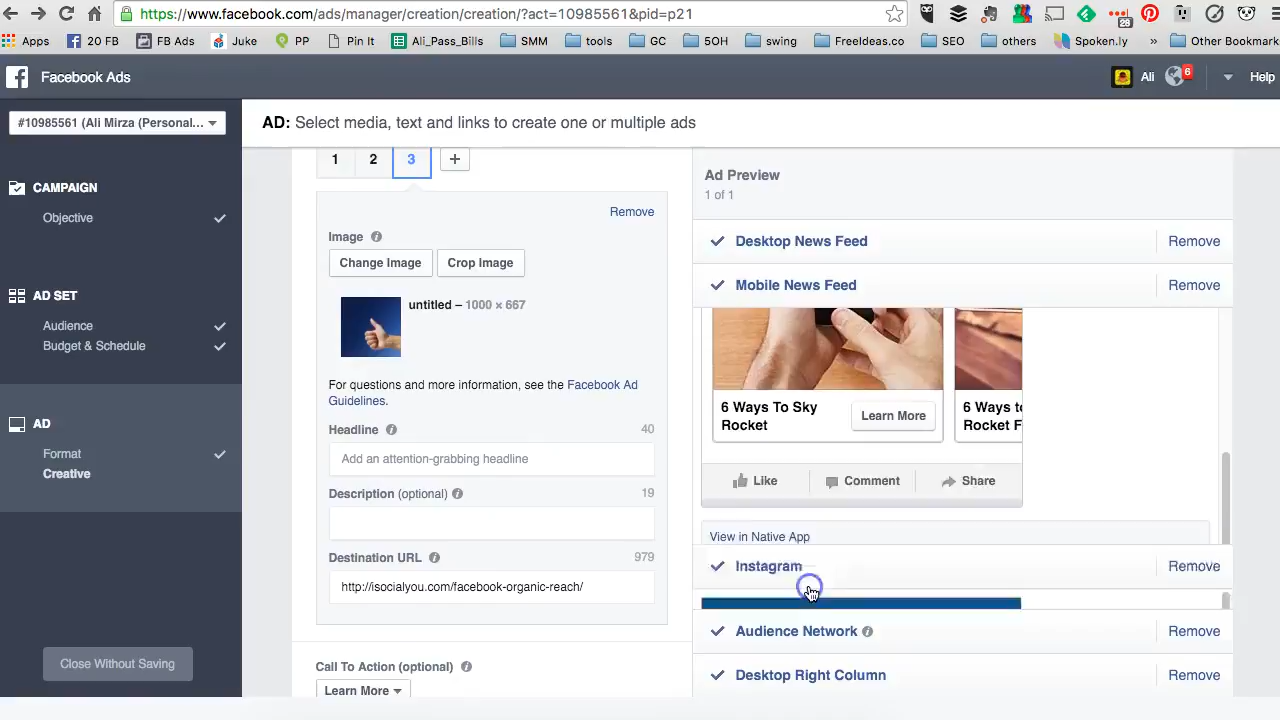 https://www.facebook.com/ads/manager/creation/creation/?act=10985561&pid=p21
23
Apps
20 FB
FB Ads
Juke
PP
Pin It
Ali_Pass_Bills
SMM
tools
GC
5OH
swing
FreeIdeas.co
SEO
others
Spoken.ly
»
Other Bookmarks
Facebook Ads
Ali
6
Help
#10985561 (Ali Mirza (Personal...
AD: Select media, text and links to create one or multiple ads
CAMPAIGN
Objective
AD SET
Audience
Budget & Schedule
AD
Format
Creative
Close Without Saving
1
2
3
+
Remove
Image
Change Image
Crop Image
untitled – 1000 × 667
For questions and more information, see the Facebook Ad
Guidelines.
Headline
40
Add an attention-grabbing headline
Description (optional)
19
Destination URL
979
http://isocialyou.com/facebook-organic-reach/
Call To Action (optional)
Learn More
Ad Preview
1 of 1
Desktop News Feed
Remove
Mobile News Feed
Remove
6 Ways To Sky
Rocket
Learn More
6 Ways to
Rocket F
Like
Comment
Share
View in Native App
Instagram
Remove
Audience Network
Remove
Desktop Right Column
Remove